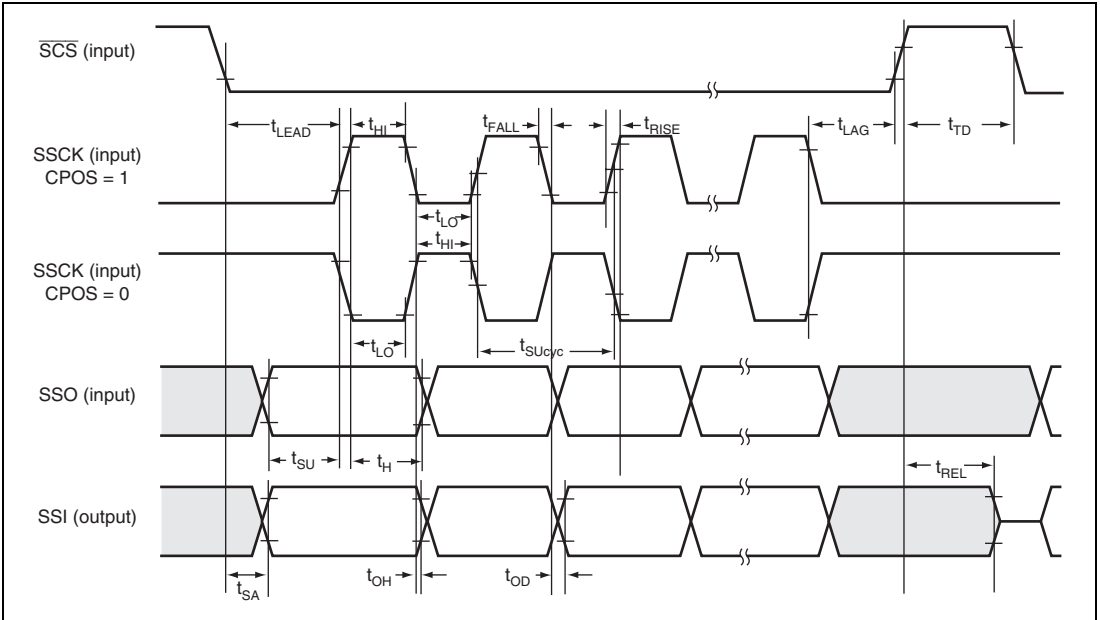 SCS (input)
tLEAD
tHI
tFALL
tRISE
tLAG
tTD
SSCK (input)
CPOS = 1
tLO
tHI
SSCK (input)
CPOS = 0
tLO
tSUcyc
SSO (input)
tSU
tH
tREL
SSI (output)
tSA
tOH
tOD